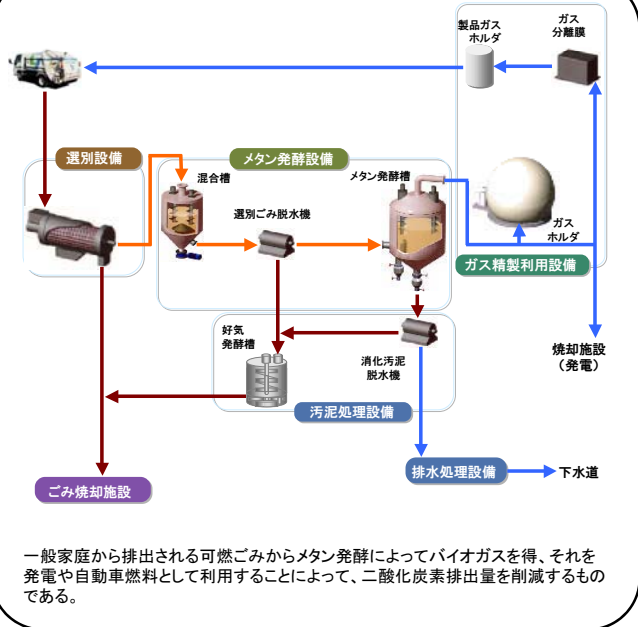 製品ガス
ホルダ
ガス
分離膜
選別設備
メタン発酵設備
混合槽
メタン発酵槽
選別ごみ脱水機
ガス
ホルダ
ガス精製利用設備
好気
発酵槽
消化汚泥
脱水機
焼却施設
（発電）
汚泥処理設備
排水処理設備
下水道
ごみ焼却施設
一般家庭から排出される可燃ごみからメタン発酵によってバイオガスを得、それを
発電や自動車燃料として利用することによって、二酸化炭素排出量を削減するもの
である。